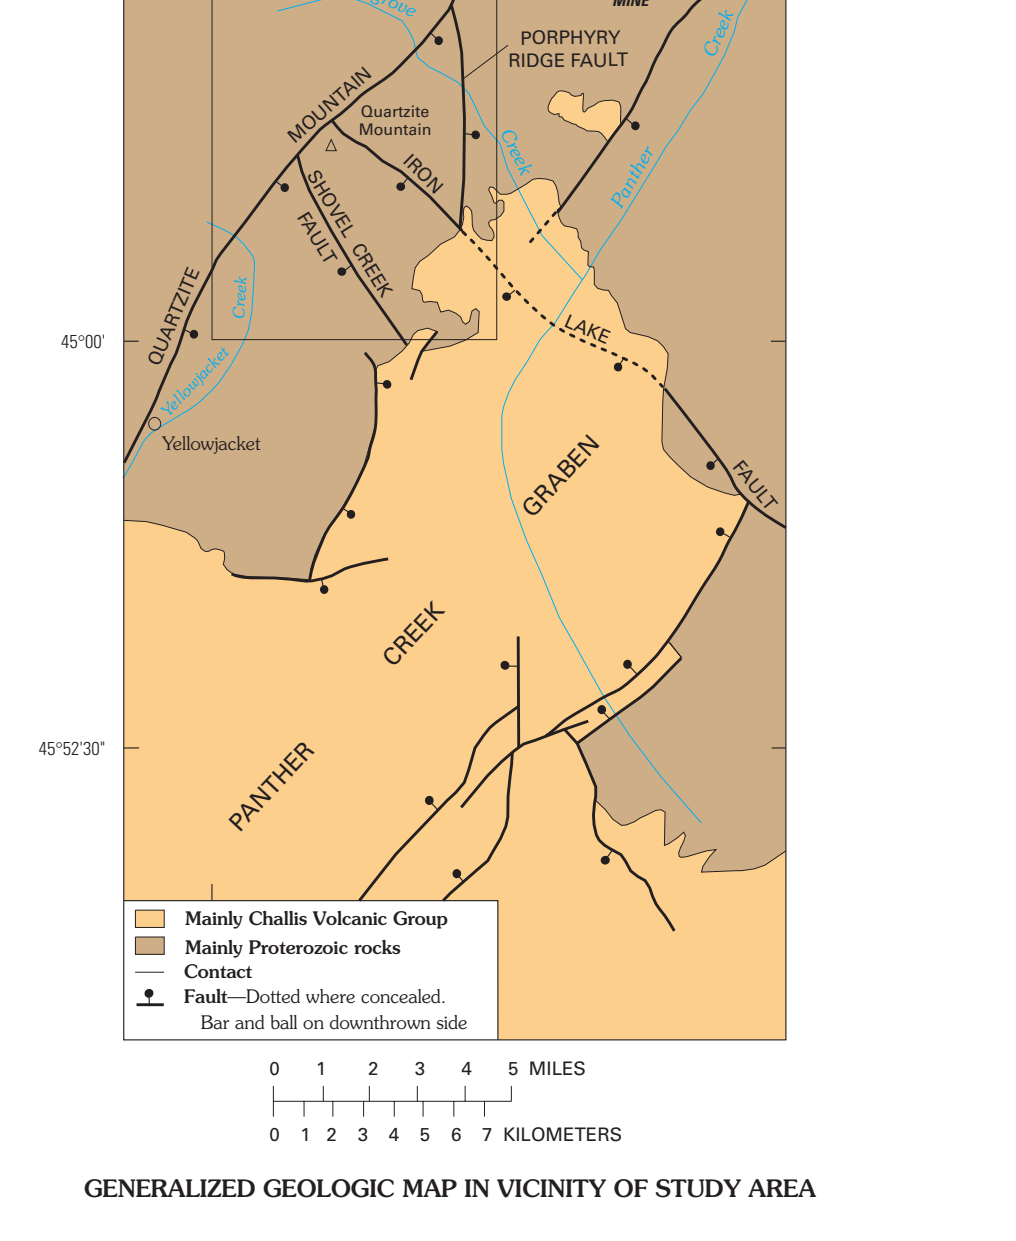 grove
MINE
Creek
PORPHYRY
RIDGE FAULT
MOUNTAIN
Quartzite
Mountain
Creek
IRON
Panther
SHOVEL CREEK
FAULT
QUARTZITE
Creek
45°00'
LAKE
Yellowjacket
Yellowjacket
GRABEN
FAULT
CREEK
45°52'30"
PANTHER
Mainly Challis Volcanic Group
Mainly Proterozoic rocks
Contact
Fault—Dotted where concealed.
Bar and ball on downthrown side
0 1 2 3 4 5 MILES
0 1 2 3 4 5 6 7 KILOMETERS
GENERALIZED GEOLOGIC MAP IN VICINITY OF STUDY AREA